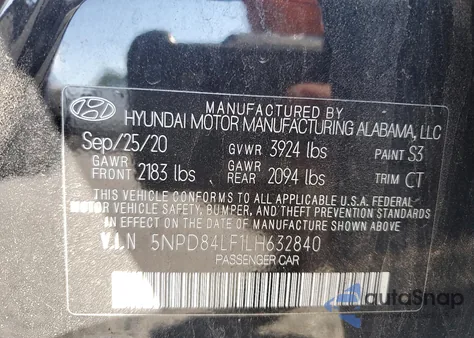 MANUFACTURED BY
HYUNDAI MOTOR MANUFACTURING ALABAMA, LLC
Sep/25/20 GVWR 3924 lbs PAINT S3
GAWR FRONT 2183 lbs GAWR REAR 2094 lbs TRIM CT
THIS VEHICLE CONFORMS TO ALL APPLICABLE U.S.A. FEDERAL
MOTOR VEHICLE SAFETY, BUMPER, AND THEFT PREVENTION STANDARDS
IN EFFECT ON THE DATE OF MANUFACTURE SHOWN ABOVE.
V.I.N 5NPD84LF1LH632840
PASSENGER CAR
autoSnap